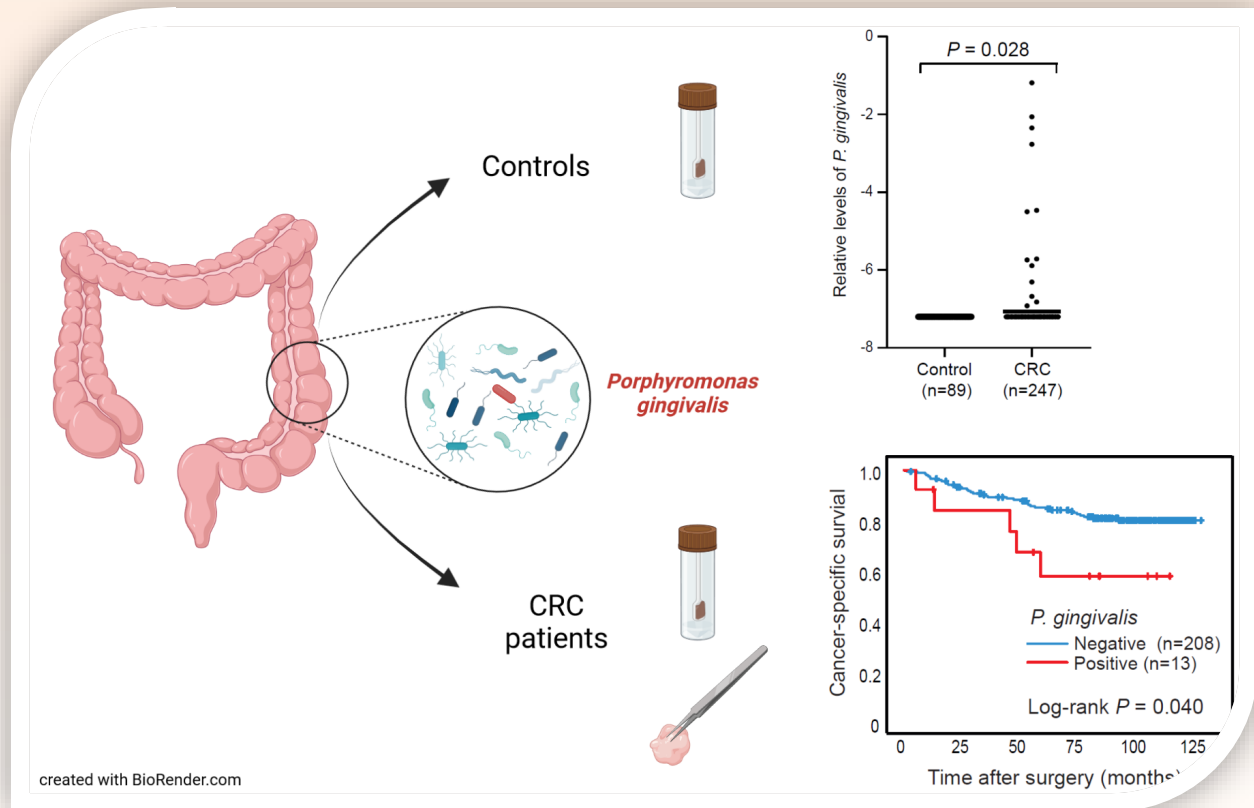 Controls
Porphyromonas
gingivalis
CRC
patients
created with BioRender.com
P = 0.028
Relative levels of P. gingivalis
0
-2
-4
-6
-8
Control
(n=89)
CRC
(n=247)
Cancer-specific survial
1.0
0.8
0.6
0.4
0.2
0
P. gingivalis
Negative (n=208)
Positive (n=13)
Log-rank P = 0.040
0 25 50 75 100 125
Time after surgery (months)